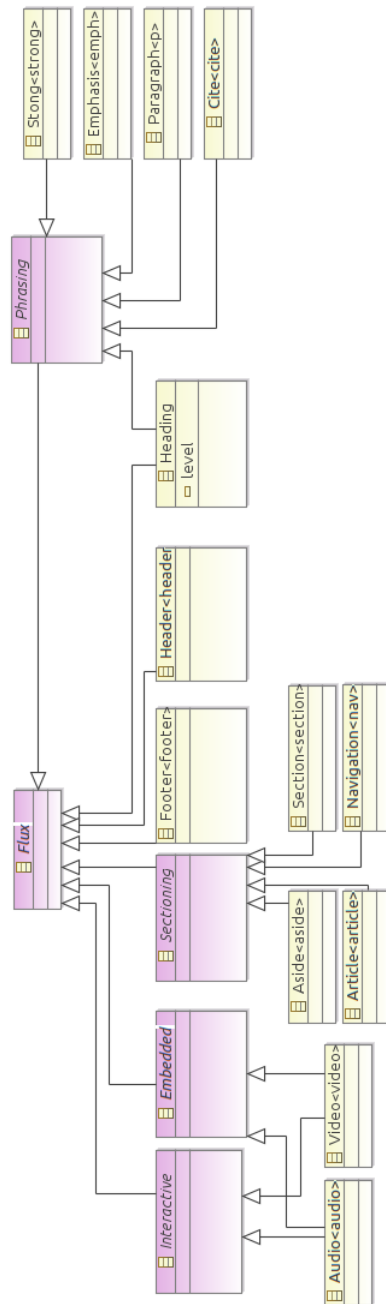 Flux
Phrasing
Stong<strong>
Emphasis<emph>
Paragraph<p>
Cite<cite>
Interactive
Embedded
Sectioning
Footer<footer>
Header<header
Heading
level
Aside<aside>
Section<section>
Audio<audio>
Video<video>
Article<article>
Navigation<nav>